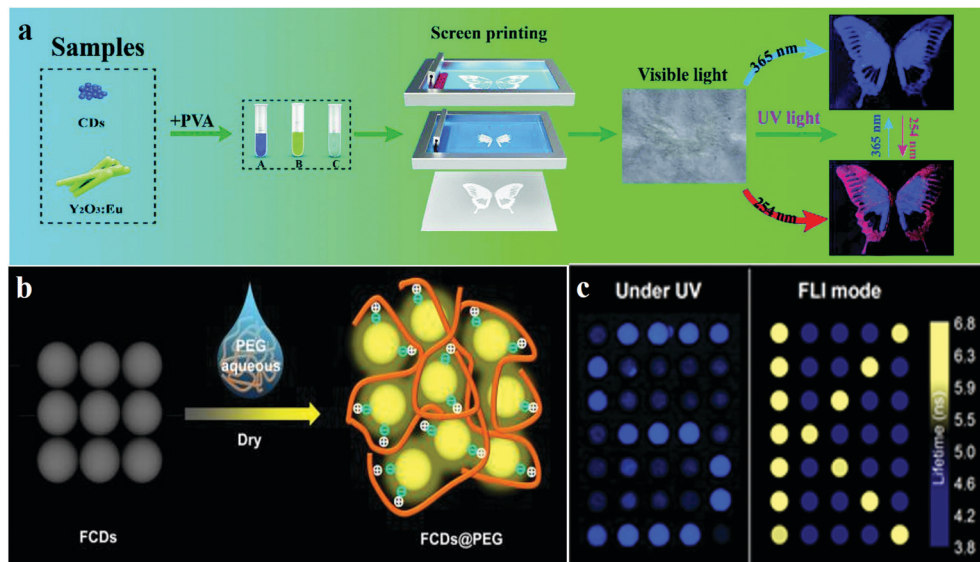 a
Samples
CDs
Y₂O₃:Eu
+PVA
A
B
C
Screen printing
Visible light
365 nm
UV light
254 nm
365 nm
254 nm
b
PEG
aqueous
Dry
FCDs
FCDs@PEG
⊕
⊖
c
Under UV
FLI mode
6.8
6.3
5.9
5.5
5.0
4.6
4.2
3.8
Lifetime (ns)